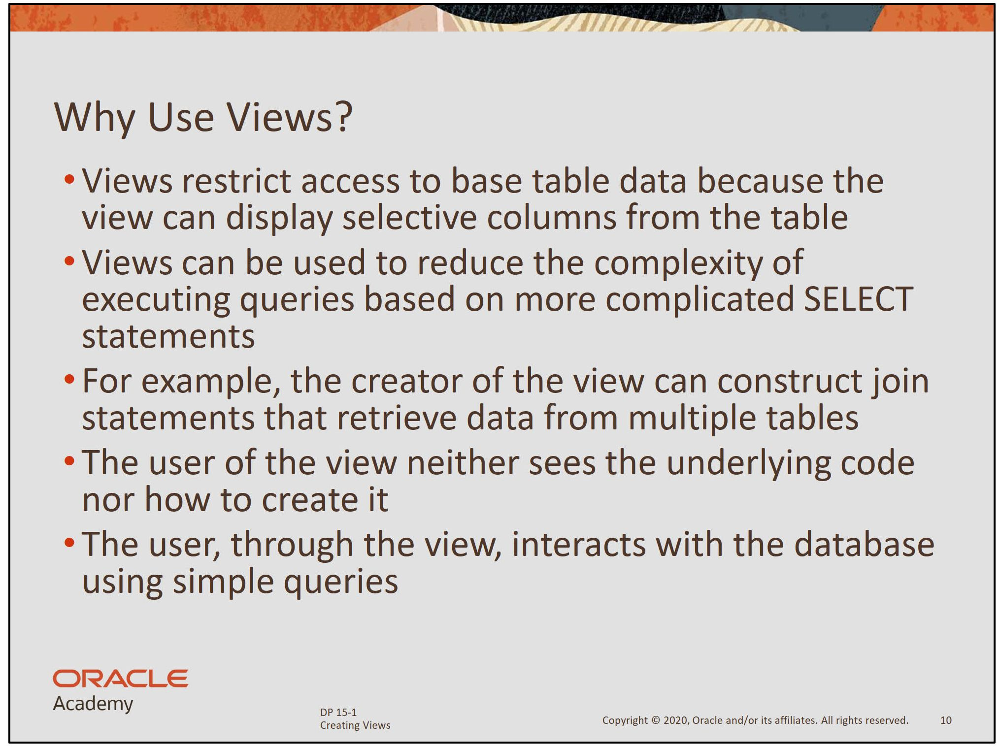 Why Use Views?
• Views restrict access to base table data because the
view can display selective columns from the table
• Views can be used to reduce the complexity of
executing queries based on more complicated SELECT
statements
• For example, the creator of the view can construct join
statements that retrieve data from multiple tables
• The user of the view neither sees the underlying code
nor how to create it
• The user, through the view, interacts with the database
using simple queries
ORACLE
Academy
DP 15-1
Creating Views
Copyright © 2020, Oracle and/or its affiliates. All rights reserved.
10